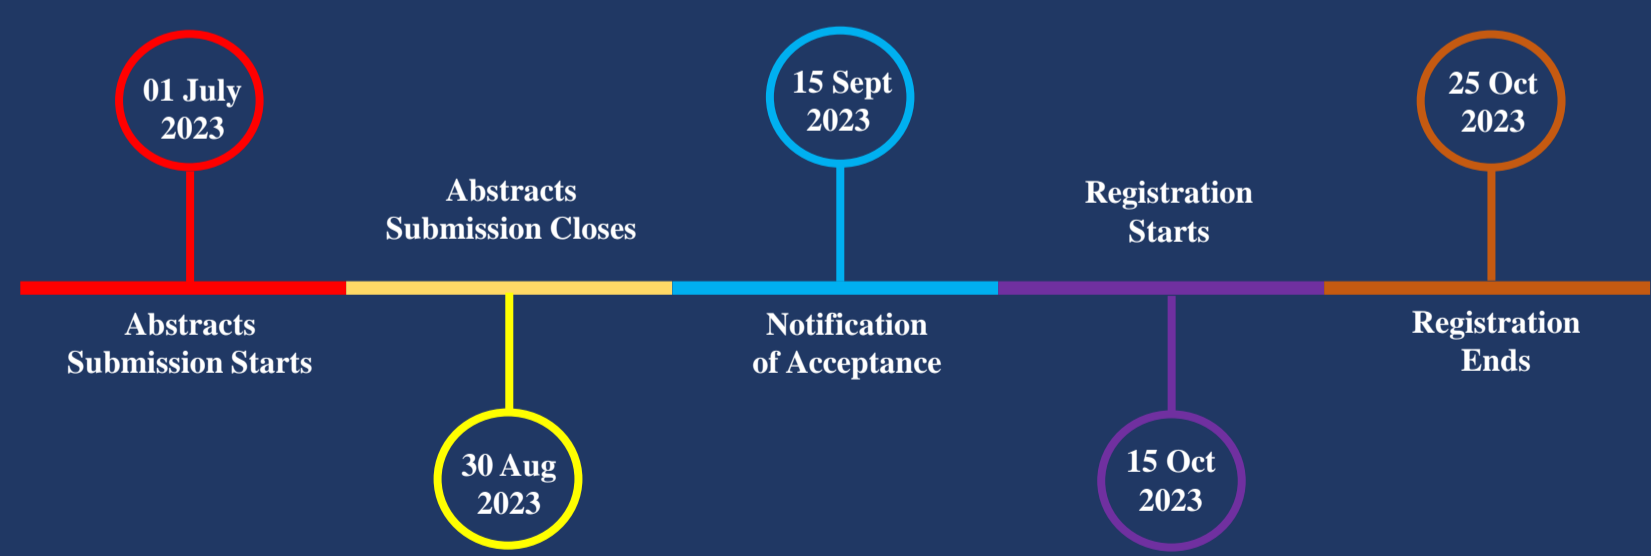 01 July
2023
Abstracts
Submission Starts
Abstracts
Submission Closes
30 Aug
2023
15 Sept
2023
Notification
of Acceptance
Registration
Starts
15 Oct
2023
25 Oct
2023
Registration
Ends